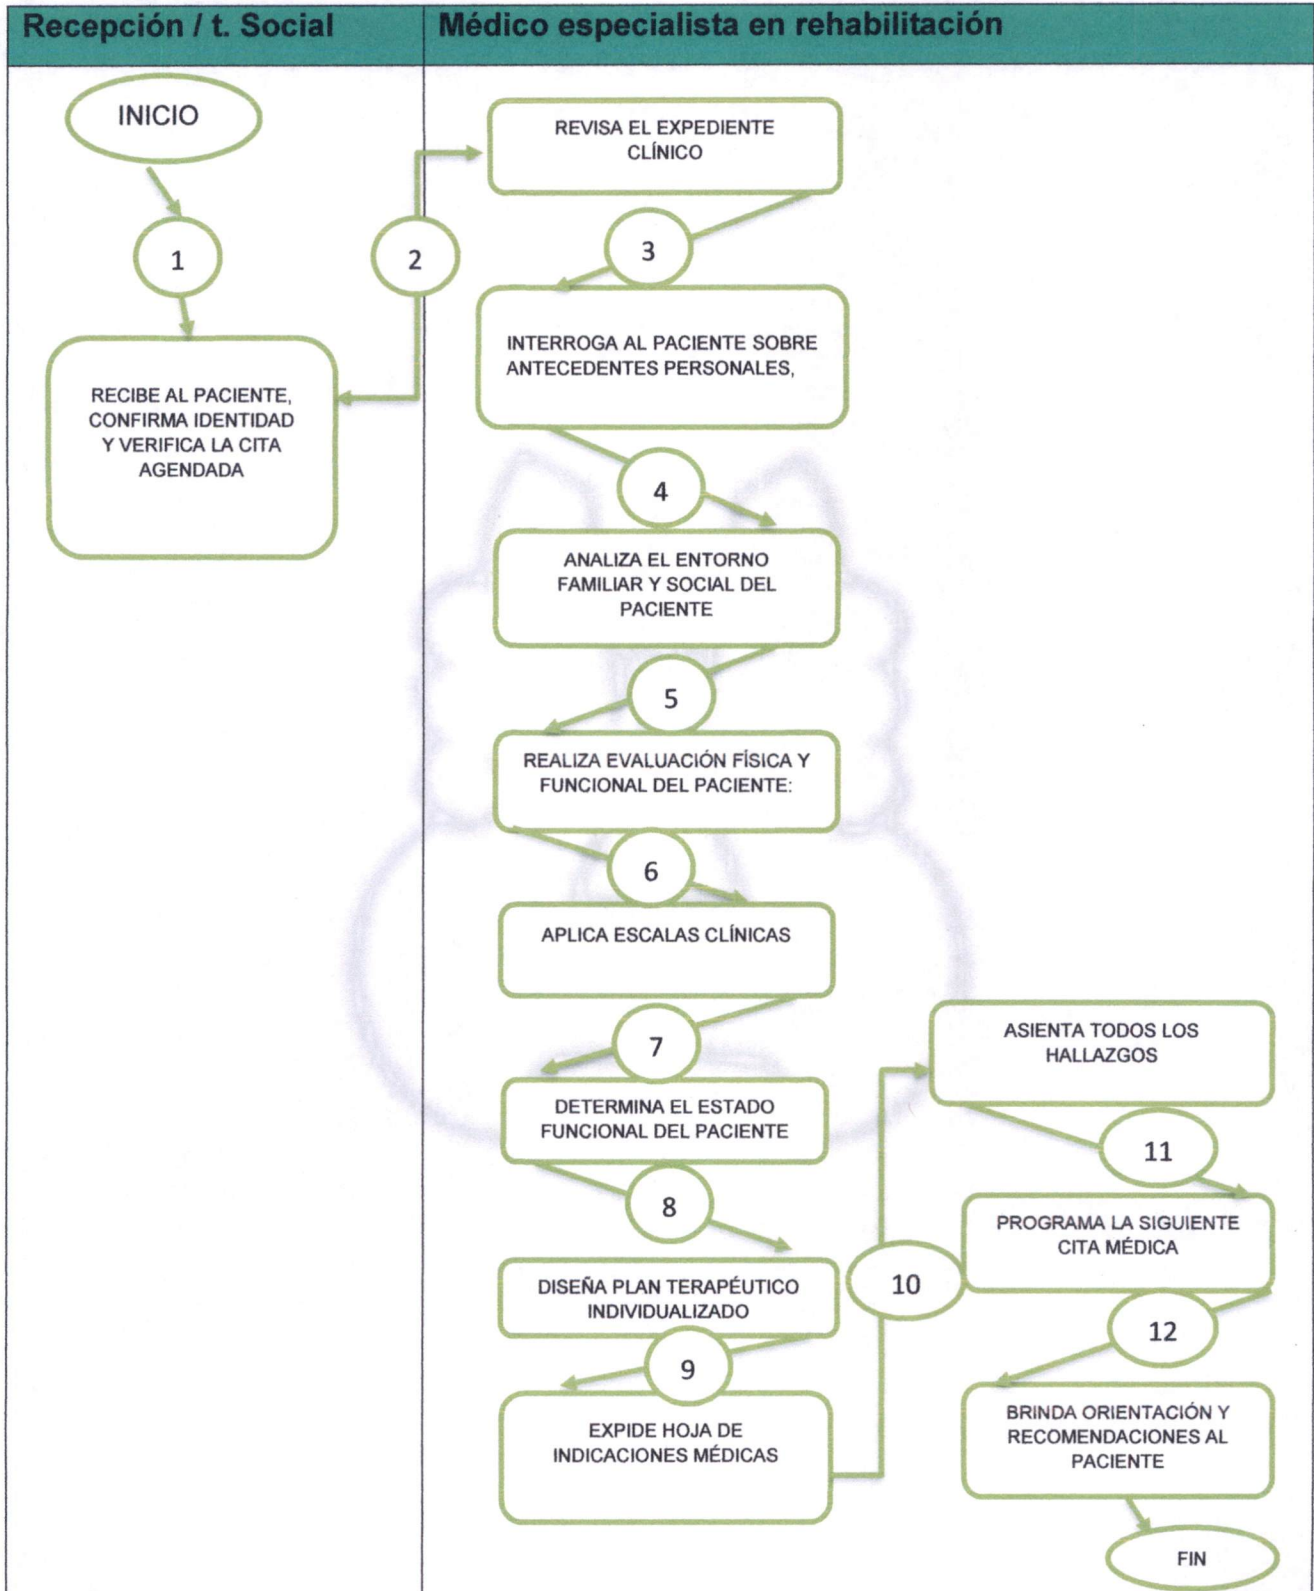 Recepción / t. Social
Médico especialista en rehabilitación
INICIO
1
RECIBE AL PACIENTE,
CONFIRMA IDENTIDAD
Y VERIFICA LA CITA
AGENDADA
2
REVISA EL EXPEDIENTE
CLÍNICO
3
INTERROGA AL PACIENTE SOBRE
ANTECEDENTES PERSONALES,
4
ANALIZA EL ENTORNO
FAMILIAR Y SOCIAL DEL
PACIENTE
5
REALIZA EVALUACIÓN FÍSICA Y
FUNCIONAL DEL PACIENTE:
6
APLICA ESCALAS CLÍNICAS
7
DETERMINA EL ESTADO
FUNCIONAL DEL PACIENTE
8
DISEÑA PLAN TERAPÉUTICO
INDIVIDUALIZADO
9
EXPIDE HOJA DE
INDICACIONES MÉDICAS
10
ASIENTA TODOS LOS
HALLAZGOS
11
PROGRAMA LA SIGUIENTE
CITA MÉDICA
12
BRINDA ORIENTACIÓN Y
RECOMENDACIONES AL
PACIENTE
FIN